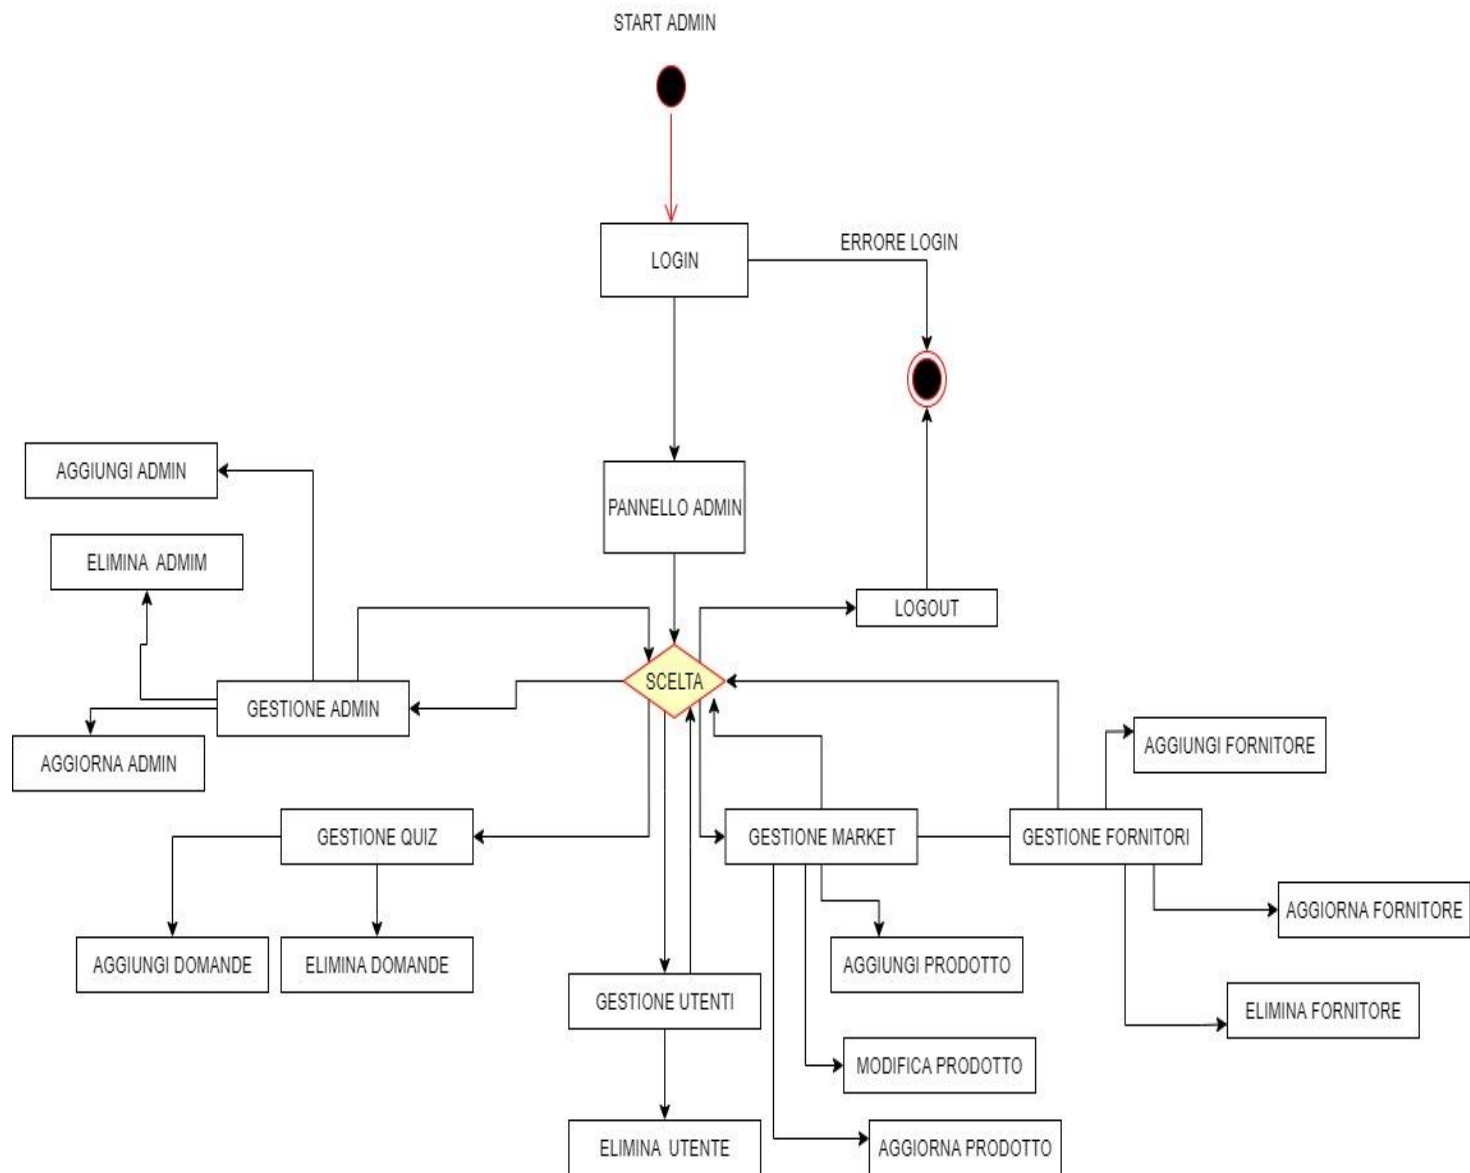 START ADMIN
LOGIN
ERRORE LOGIN
AGGIUNGI ADMIN
PANNELLO ADMIN
ELIMINA ADMIM
LOGOUT
SCELTA
GESTIONE ADMIN
AGGIORNA ADMIN
AGGIUNGI FORNITORE
GESTIONE QUIZ
GESTIONE MARKET
GESTIONE FORNITORI
AGGIORNA FORNITORE
AGGIUNGI DOMANDE
ELIMINA DOMANDE
AGGIUNGI PRODOTTO
GESTIONE UTENTI
ELIMINA FORNITORE
MODIFICA PRODOTTO
ELIMINA UTENTE
AGGIORNA PRODOTTO